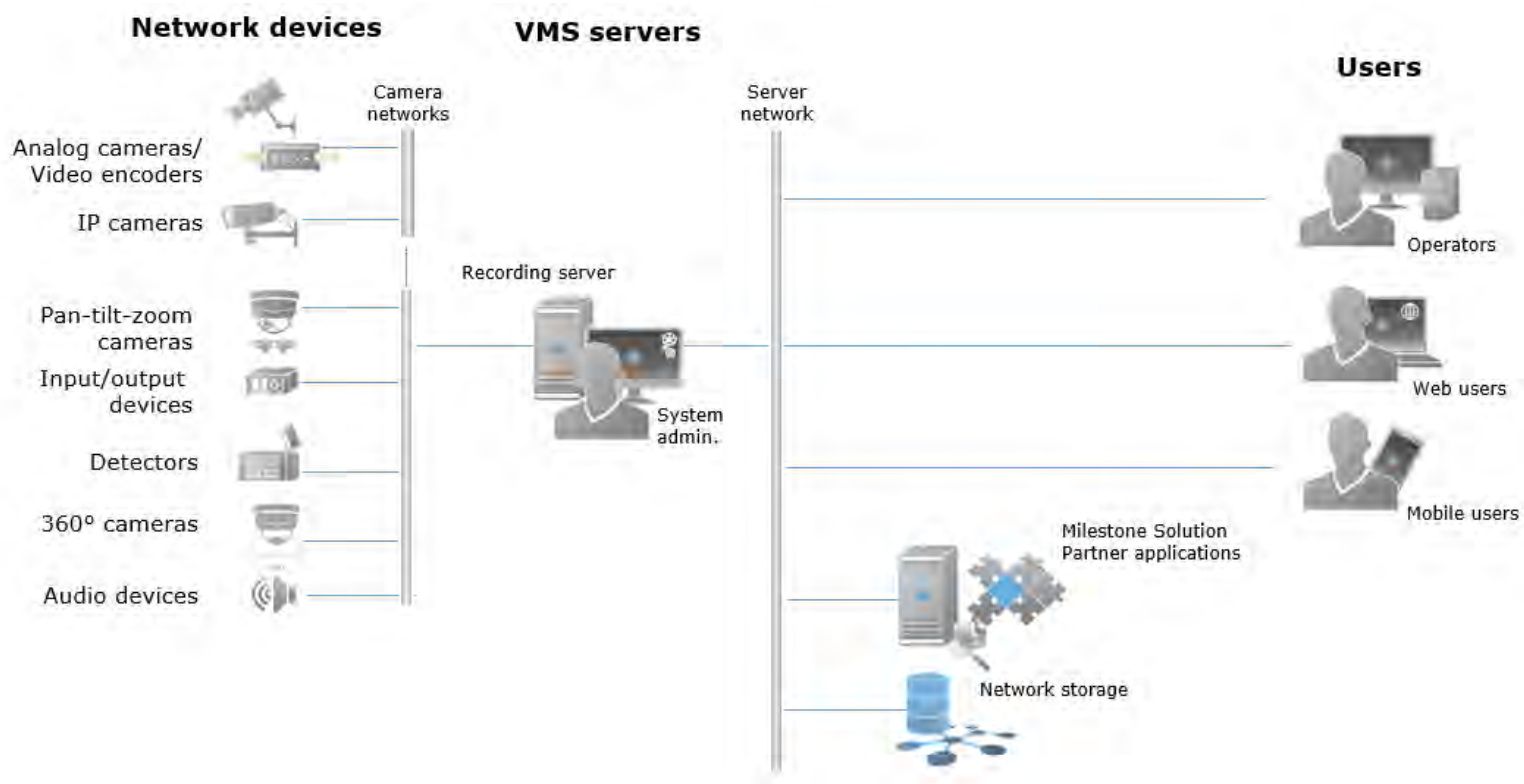 Network devices
VMS servers
Users
Camera
networks
Server
network
Analog cameras/
Video encoders
IP cameras
Pan-tilt-zoom
cameras
Input/output
devices
Detectors
360° cameras
Audio devices
Recording server
System
admin.
Operators
Web users
Mobile users
Milestone Solution
Partner applications
Network storage